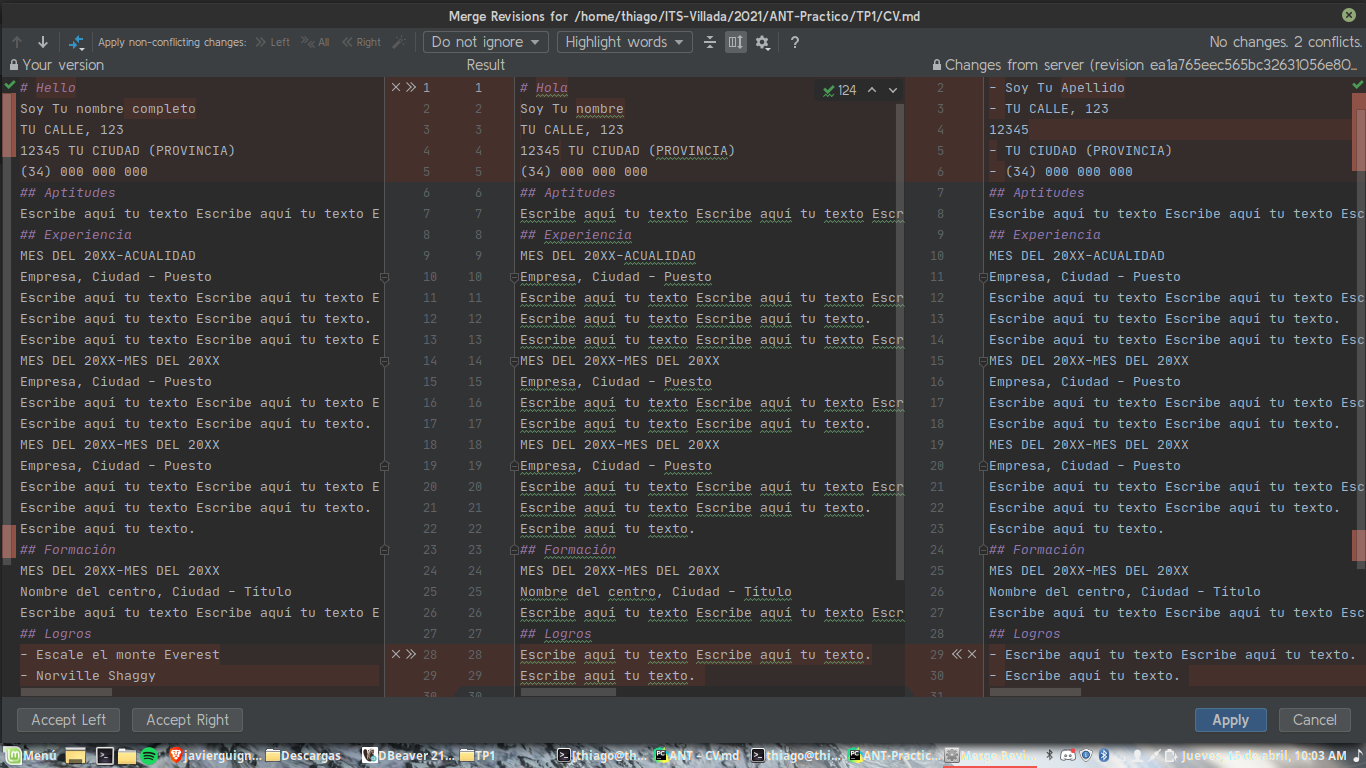 Merge Revisions for /home/thiago/ITS-Villada/2021/ANT-Practico/TP1/CV.md
Apply non-conflicting changes: Left All Right Do not ignore Highlight words ? No changes. 2 conflicts.
Your version Result Changes from server (revision ea1a765eec565bc32631056e80...
# Hello
Soy Tu nombre completo
TU CALLE, 123
12345 TU CIUDAD (PROVINCIA)
(34) 000 000 000
## Aptitudes
Escribe aquí tu texto Escribe aquí tu texto E
## Experiencia
MES DEL 20XX-ACUALIDAD
Empresa, Ciudad - Puesto
Escribe aquí tu texto Escribe aquí tu texto E
Escribe aquí tu texto Escribe aquí tu texto.
Escribe aquí tu texto Escribe aquí tu texto E
MES DEL 20XX-MES DEL 20XX
Empresa, Ciudad - Puesto
Escribe aquí tu texto Escribe aquí tu texto E
Escribe aquí tu texto Escribe aquí tu texto.
MES DEL 20XX-MES DEL 20XX
Empresa, Ciudad - Puesto
Escribe aquí tu texto Escribe aquí tu texto E
Escribe aquí tu texto Escribe aquí tu texto.
Escribe aquí tu texto.
## Formación
MES DEL 20XX-MES DEL 20XX
Nombre del centro, Ciudad - Título
Escribe aquí tu texto Escribe aquí tu texto E
## Logros
- Escale el monte Everest
- Norville Shaggy
1 1
2 2
3 3
4 4
5 5
6 6
7 7
8 8
9 9
10 10
11 11
12 12
13 13
14 14
15 15
16 16
17 17
18 18
19 19
20 20
21 21
22 22
23 23
24 24
25 25
26 26
27 27
28 28
29 29
30 30
# Hola
124
Soy Tu nombre
TU CALLE, 123
12345 TU CIUDAD (PROVINCIA)
(34) 000 000 000
## Aptitudes
Escribe aquí tu texto Escribe aquí tu texto Escr
## Experiencia
MES DEL 20XX-ACUALIDAD
Empresa, Ciudad - Puesto
Escribe aquí tu texto Escribe aquí tu texto Escr
Escribe aquí tu texto Escribe aquí tu texto.
Escribe aquí tu texto Escribe aquí tu texto Escr
MES DEL 20XX-MES DEL 20XX
Empresa, Ciudad - Puesto
Escribe aquí tu texto Escribe aquí tu texto Escr
Escribe aquí tu texto Escribe aquí tu texto.
MES DEL 20XX-MES DEL 20XX
Empresa, Ciudad - Puesto
Escribe aquí tu texto Escribe aquí tu texto Escr
Escribe aquí tu texto Escribe aquí tu texto.
Escribe aquí tu texto.
## Formación
MES DEL 20XX-MES DEL 20XX
Nombre del centro, Ciudad - Título
Escribe aquí tu texto Escribe aquí tu texto Escr
## Logros
Escribe aquí tu texto Escribe aquí tu texto.
Escribe aquí tu texto.
2 - Soy Tu Apellido
3 - TU CALLE, 123
4 12345
5 - TU CIUDAD (PROVINCIA)
6 - (34) 000 000 000
7 ## Aptitudes
8 Escribe aquí tu texto Escribe aquí tu texto Esc
9 ## Experiencia
10 MES DEL 20XX-ACUALIDAD
11 Empresa, Ciudad - Puesto
12 Escribe aquí tu texto Escribe aquí tu texto Esc
13 Escribe aquí tu texto Escribe aquí tu texto.
14 Escribe aquí tu texto Escribe aquí tu texto Esc
15 MES DEL 20XX-MES DEL 20XX
16 Empresa, Ciudad - Puesto
17 Escribe aquí tu texto Escribe aquí tu texto Esc
18 Escribe aquí tu texto Escribe aquí tu texto.
19 MES DEL 20XX-MES DEL 20XX
20 Empresa, Ciudad - Puesto
21 Escribe aquí tu texto Escribe aquí tu texto Esc
22 Escribe aquí tu texto Escribe aquí tu texto.
23 Escribe aquí tu texto.
24 ## Formación
25 MES DEL 20XX-MES DEL 20XX
26 Nombre del centro, Ciudad - Título
27 Escribe aquí tu texto Escribe aquí tu texto Esc
28 ## Logros
29 - Escribe aquí tu texto Escribe aquí tu texto.
30 - Escribe aquí tu texto.
31
Accept Left Accept Right Apply Cancel
Menú javierguign... Descargas DBeaver 21... TP1 [thiago@th... ANT - CV.md thiago@thi... ANT-Practic... Merge Revi... jueves, 15 de abril, 10:03 AM